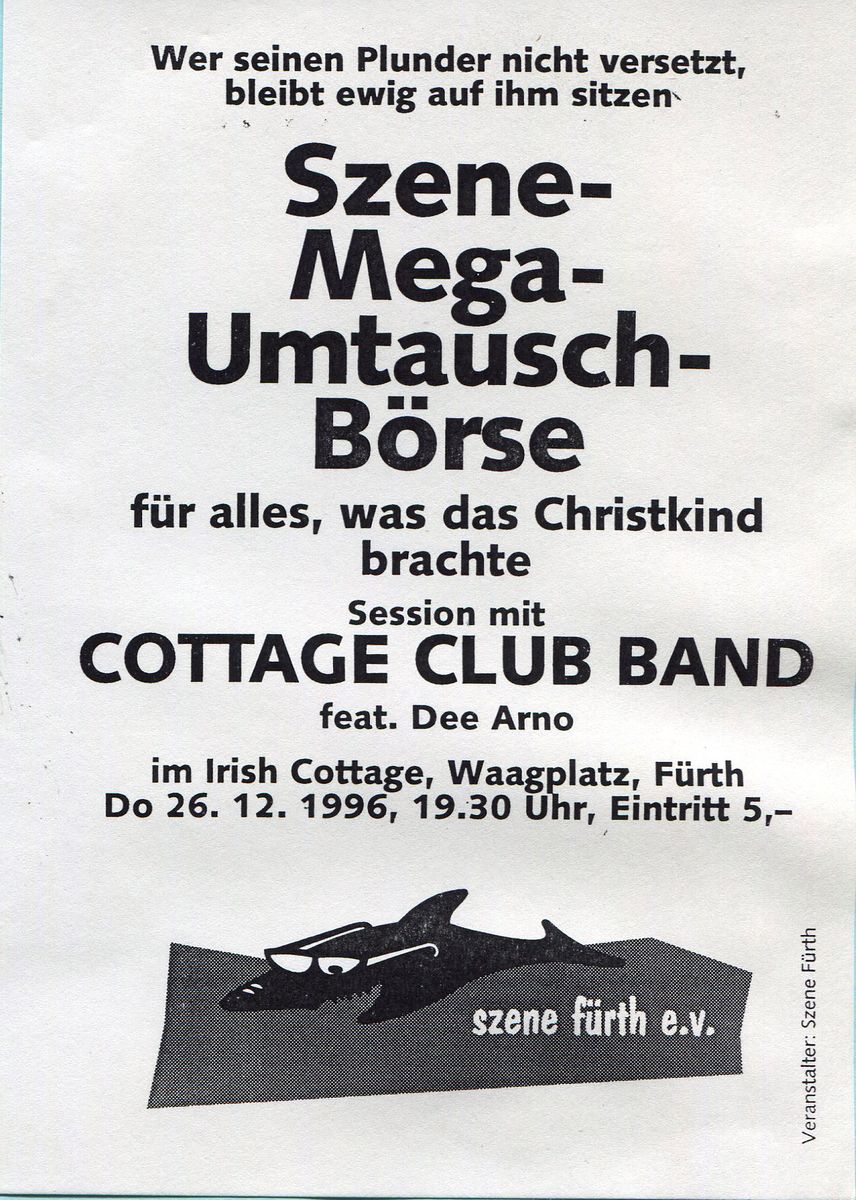 Wer seinen Plunder nicht versetzt,
bleibt ewig auf ihm sitzen
Szene-
Mega-
Umtausch-
Börse
für alles, was das Christkind
brachte
Session mit
COTTAGE CLUB BAND
feat. Dee Arno
im Irish Cottage, Waagplatz, Fürth
Do 26. 12. 1996, 19.30 Uhr, Eintritt 5,–
szene fürth e.v.
Veranstalter: Szene Fürth